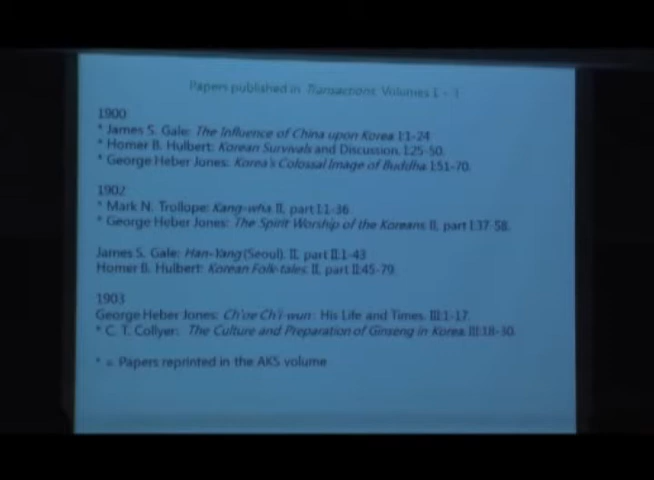 Papers published in Transactions Volumes 1 - 3
1900
* James S. Gale: The Influence of China upon Korea I:1-24
* Homer B. Hulbert: Korean Survivals and Discussion, I:25-50.
* George Heber Jones: Korea's Colossal Image of Buddha I:51-70.
1902
* Mark N. Trollope: Kang-wha II, part I:1-36
* George Heber Jones: The Spirit Worship of the Koreans II, part I:37-58.
James S. Gale: Han-Yang (Seoul). II, part II:1-43
Homer B. Hulbert: Korean Folk-tales. II, part II:45-79
1903
George Heber Jones: Ch'oe Ch'i-wun: His Life and Times. III:1-17.
* C. T. Collyer: The Culture and Preparation of Ginseng in Korea III:18-30.
* = Papers reprinted in the AKS volume